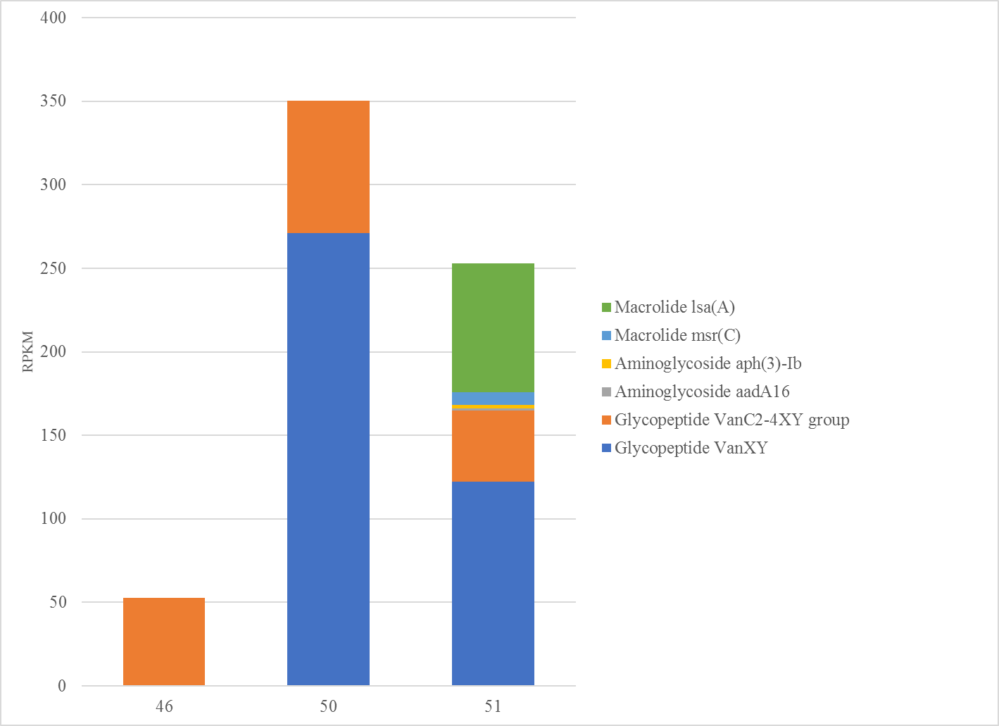 400
350
300
250
200
150
100
50
0
RPKM
46
50
51
Macrolide lsa(A)
Macrolide msr(C)
Aminoglycoside aph(3)-Ib
Aminoglycoside aadA16
Glycopeptide VanC2-4XY group
Glycopeptide VanXY